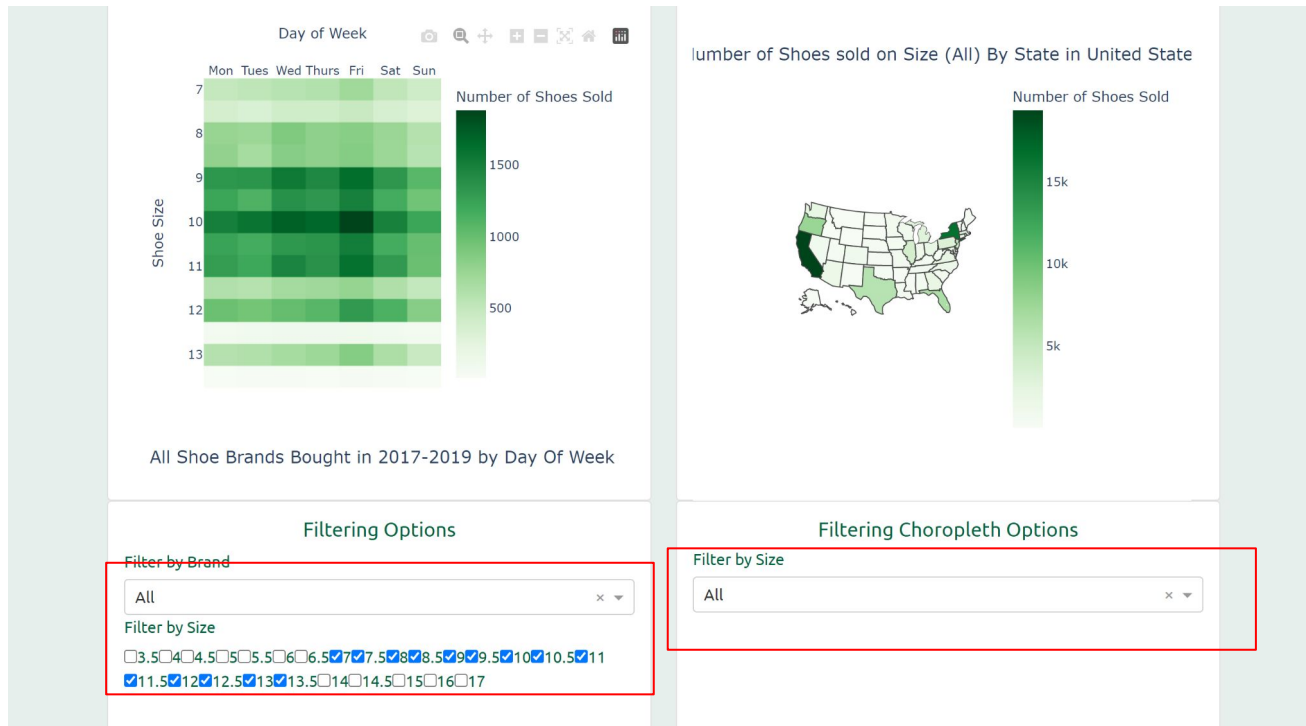 Day of Week
Mon Tues Wed Thurs Fri Sat Sun
7
8
9
10
11
12
13
Shoe Size
Number of Shoes Sold
1500
1000
500
All Shoe Brands Bought in 2017-2019 by Day Of Week
Filtering Options
Filter by Brand
All
Filter by Size
3.5 4 4.5 5 5.5 6 6.5 7 7.5 8 8.5 9 9.5 10 10.5 11
11.5 12 12.5 13 13.5 14 14.5 15 16 17
umber of Shoes sold on Size (All) By State in United State
Number of Shoes Sold
15k
10k
5k
Filtering Choropleth Options
Filter by Size
All